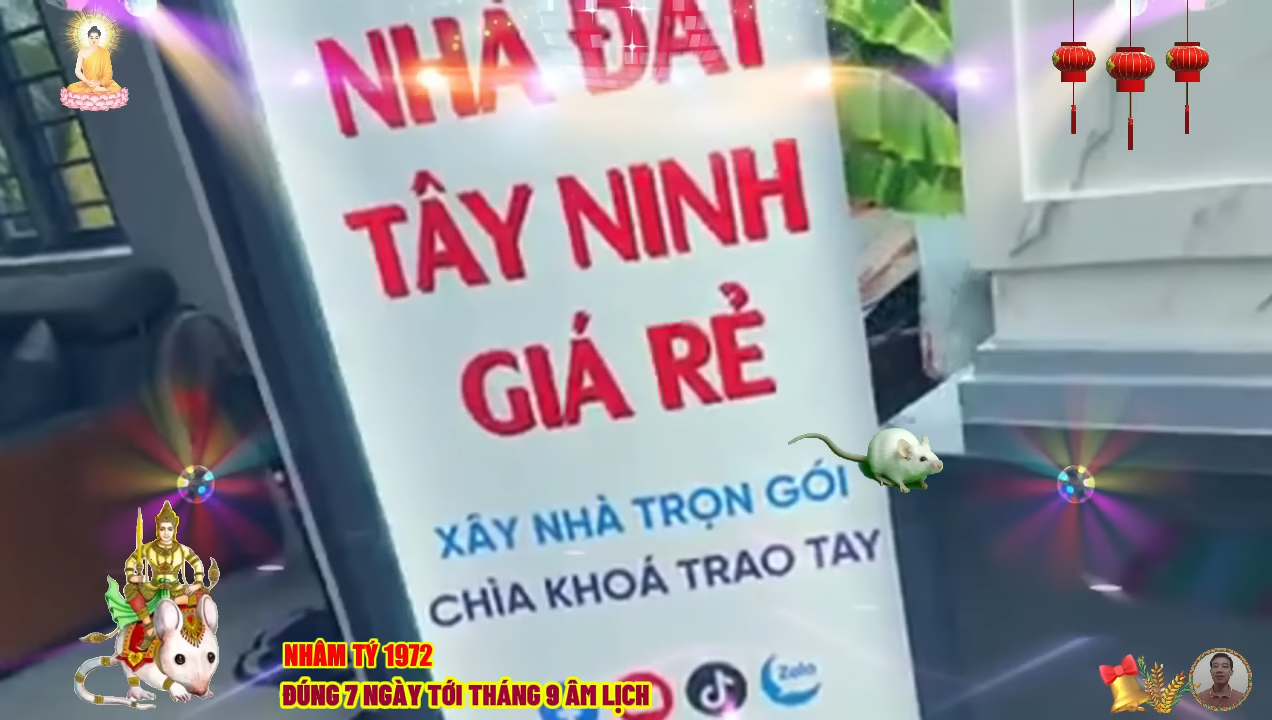 NHÀ ĐẤT
TÂY NINH
GIÁ RẺ
XÂY NHÀ TRỌN GÓI
CHÌA KHOÁ TRAO TAY
Zalo
NHÂM TÝ 1972
ĐÚNG 7 NGÀY TỚI THÁNG 9 ÂM LỊCH